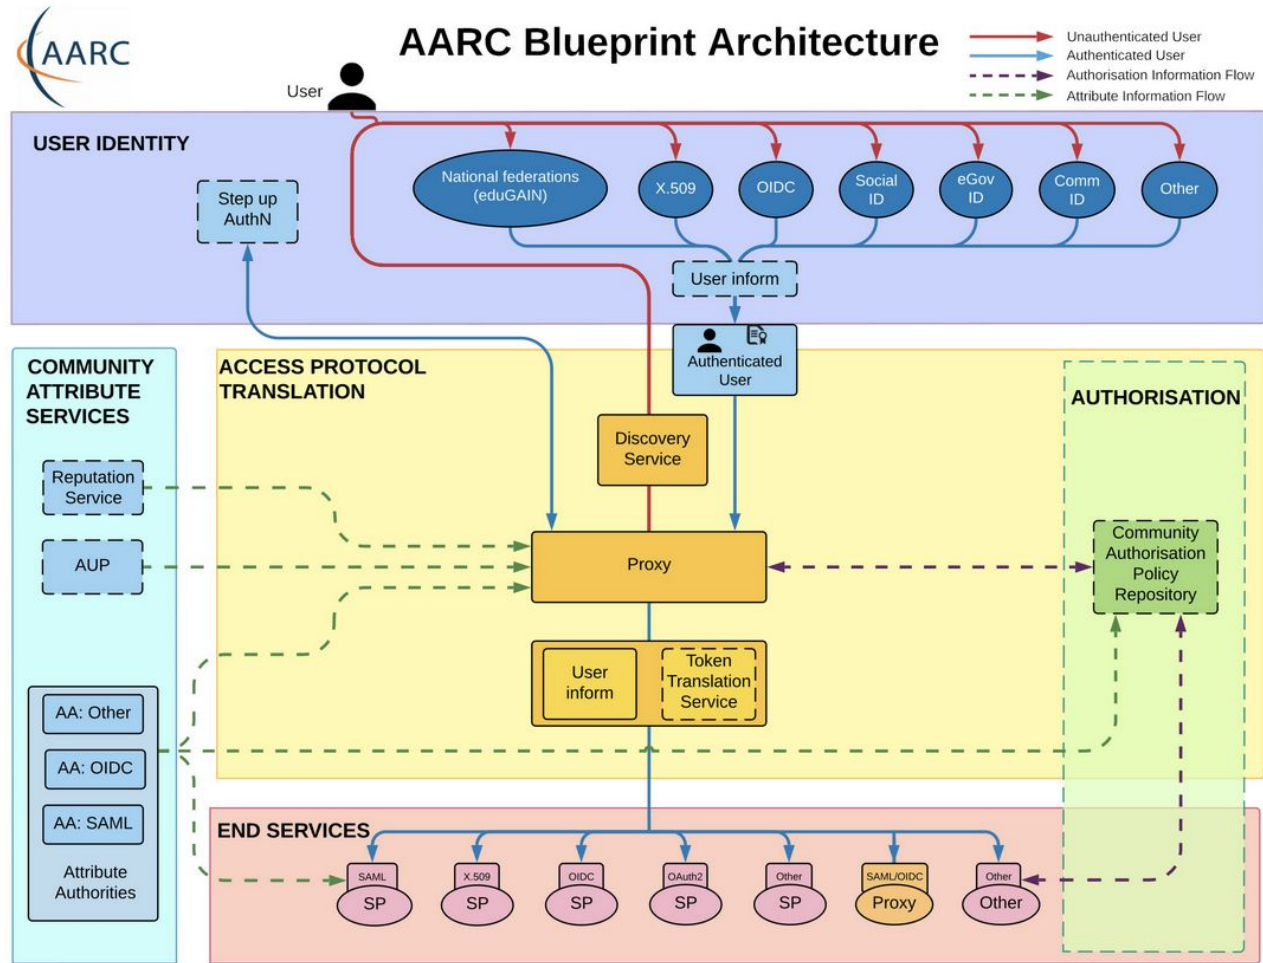 AARC
AARC Blueprint Architecture
Unauthenticated User
Authenticated User
Authorisation Information Flow
Attribute Information Flow
User
USER IDENTITY
Step up
AuthN
National federations
(eduGAIN)
X.509
OIDC
Social
ID
eGov
ID
Comm
ID
Other
User inform
Authenticated
User
COMMUNITY
ATTRIBUTE
SERVICES
Reputation
Service
AUP
AA: Other
AA: OIDC
AA: SAML
Attribute
Authorities
ACCESS PROTOCOL
TRANSLATION
Discovery
Service
Proxy
User
inform
Token
Translation
Service
AUTHORISATION
Community
Authorisation
Policy
Repository
END SERVICES
SAML
SP
X.509
SP
OIDC
SP
OAuth2
SP
Other
SP
SAML/OIDC
Proxy
Other
Other